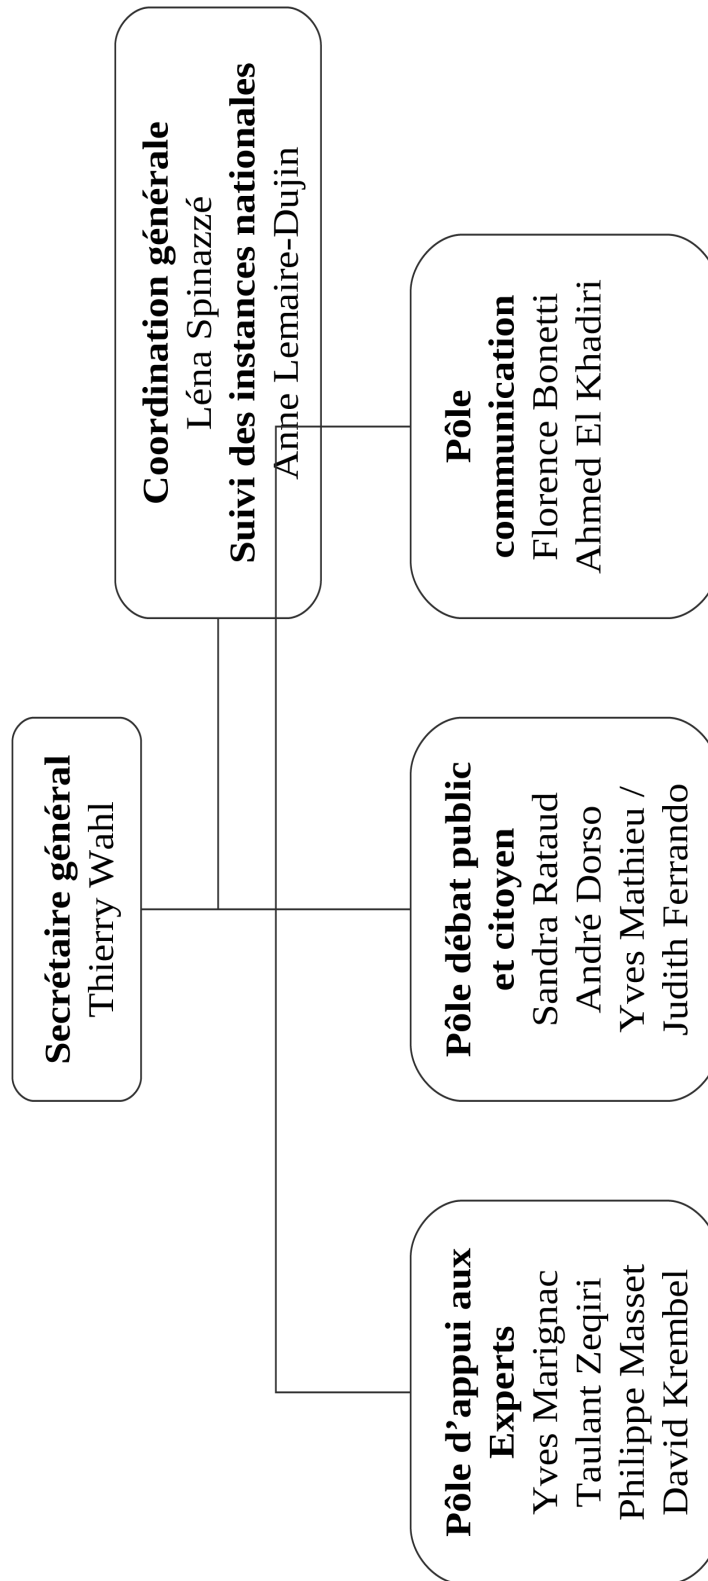 Secrétaire général
Thierry Wahl
Coordination générale
Léna Spinazzé
Suivi des instances nationales
Anne Lemaire-Dujin
Pôle d’appui aux
Experts
Yves Marignac
Taulant Zeqiri
Philippe Masset
David Krembel
Pôle débat public
et citoyen
Sandra Rataud
André Dorso
Yves Mathieu /
Judith Ferrando
Pôle
communication
Florence Bonetti
Ahmed El Khadiri